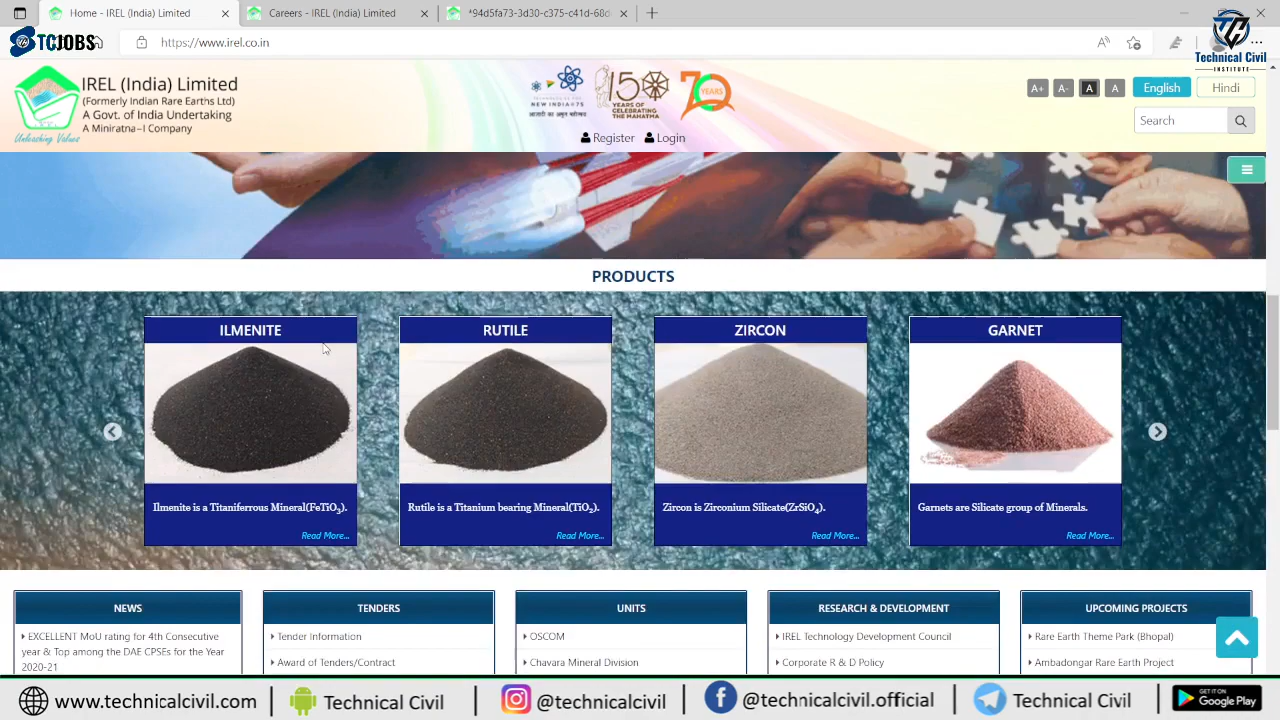 Home - IREL (India) Limited
Careers - IREL (India) Limited
*94d5fa73-3d30-c375-c41d-68d
STCJOBS
https://www.irel.co.in
Technical Civil
INSTITUTE
IREL (India) Limited
(Formerly Indian Rare Earths Ltd)
A Govt. of India Undertaking
A Miniratna-I Company
Unleashing Values
NEW INDIA@75
150
YEARS OF
CELEBRATING
THE MAHATMA
70
YEARS
A+
A-
A
A
English
Hindi
Search
Register
Login
PRODUCTS
ILMENITE
RUTILE
ZIRCON
GARNET
Ilmenite is a Titaniferrous Mineral(FeTiO₃).
Rutile is a Titanium bearing Mineral(TiO₂).
Zircon is Zirconium Silicate(ZrSiO₄).
Garnets are Silicate group of Minerals.
Read More...
Read More...
Read More...
Read More...
NEWS
TENDERS
UNITS
RESEARCH & DEVELOPMENT
UPCOMING PROJECTS
EXCELLENT MoU rating for 4th Consecutive
year & Top among the DAE CPSEs for the Year
2020-21
Tender Information
Award of Tenders/Contract
OSCOM
Chavara Mineral Division
IREL Technology Development Council
Corporate R & D Policy
Rare Earth Theme Park (Bhopal)
Ambadongar Rare Earth Project
www.technicalcivil.com
Technical Civil
@technicalcivil
@technicalcivil.official
Technical Civil
GET IT ON
Google Play